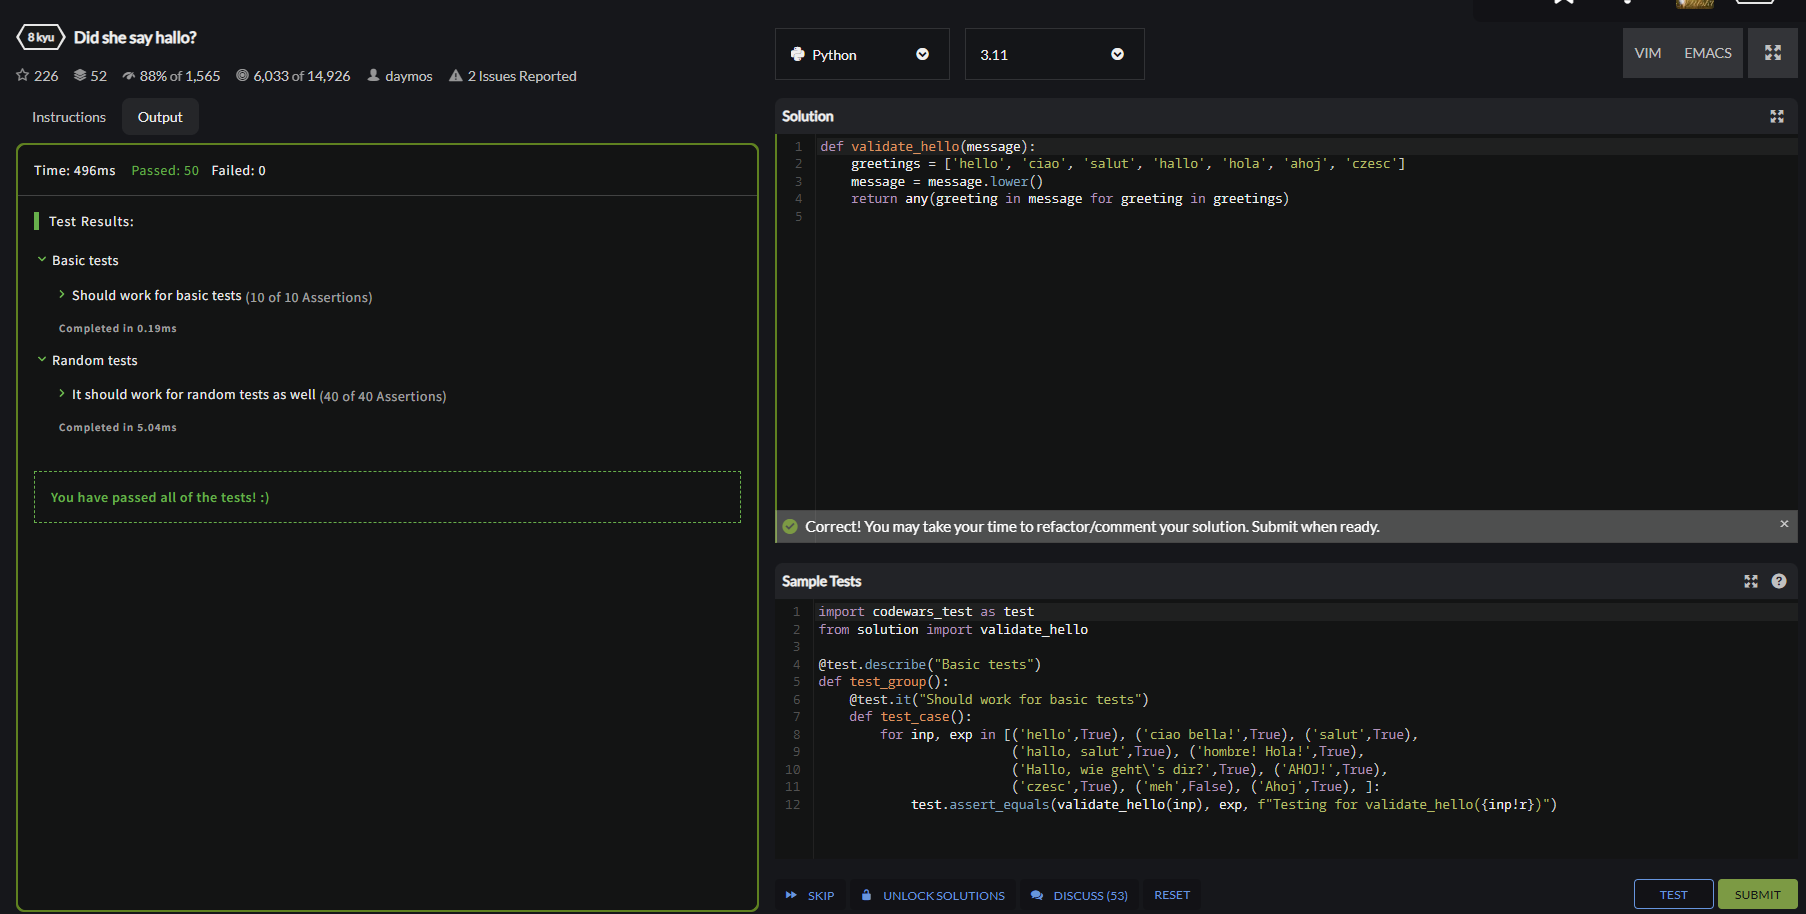 8 kyu Did she say hallo?
226 52 88% of 1,565 6,033 of 14,926 daymos 2 Issues Reported
Instructions Output
Time: 496ms Passed: 50 Failed: 0
Test Results:
Basic tests
Should work for basic tests (10 of 10 Assertions)
Completed in 0.19ms
Random tests
It should work for random tests as well (40 of 40 Assertions)
Completed in 5.04ms
You have passed all of the tests! :)
Python 3.11 VIM EMACS
Solution
1 def validate_hello(message):
2     greetings = ['hello', 'ciao', 'salut', 'hallo', 'hola', 'ahoj', 'czesc']
3     message = message.lower()
4     return any(greeting in message for greeting in greetings)
5
Correct! You may take your time to refactor/comment your solution. Submit when ready. ×
Sample Tests ?
1 import codewars_test as test
2 from solution import validate_hello
3
4 @test.describe("Basic tests")
5 def test_group():
6     @test.it("Should work for basic tests")
7     def test_case():
8         for inp, exp in [('hello',True), ('ciao bella!',True), ('salut',True),
9                          ('hallo, salut',True), ('hombre! Hola!',True),
10                          ('Hallo, wie geht\'s dir?',True), ('AHOJ!',True),
11                          ('czesc',True), ('meh',False), ('Ahoj',True), ]:
12             test.assert_equals(validate_hello(inp), exp, f"Testing for validate_hello({inp!r})")
SKIP UNLOCK SOLUTIONS DISCUSS (53) RESET TEST SUBMIT